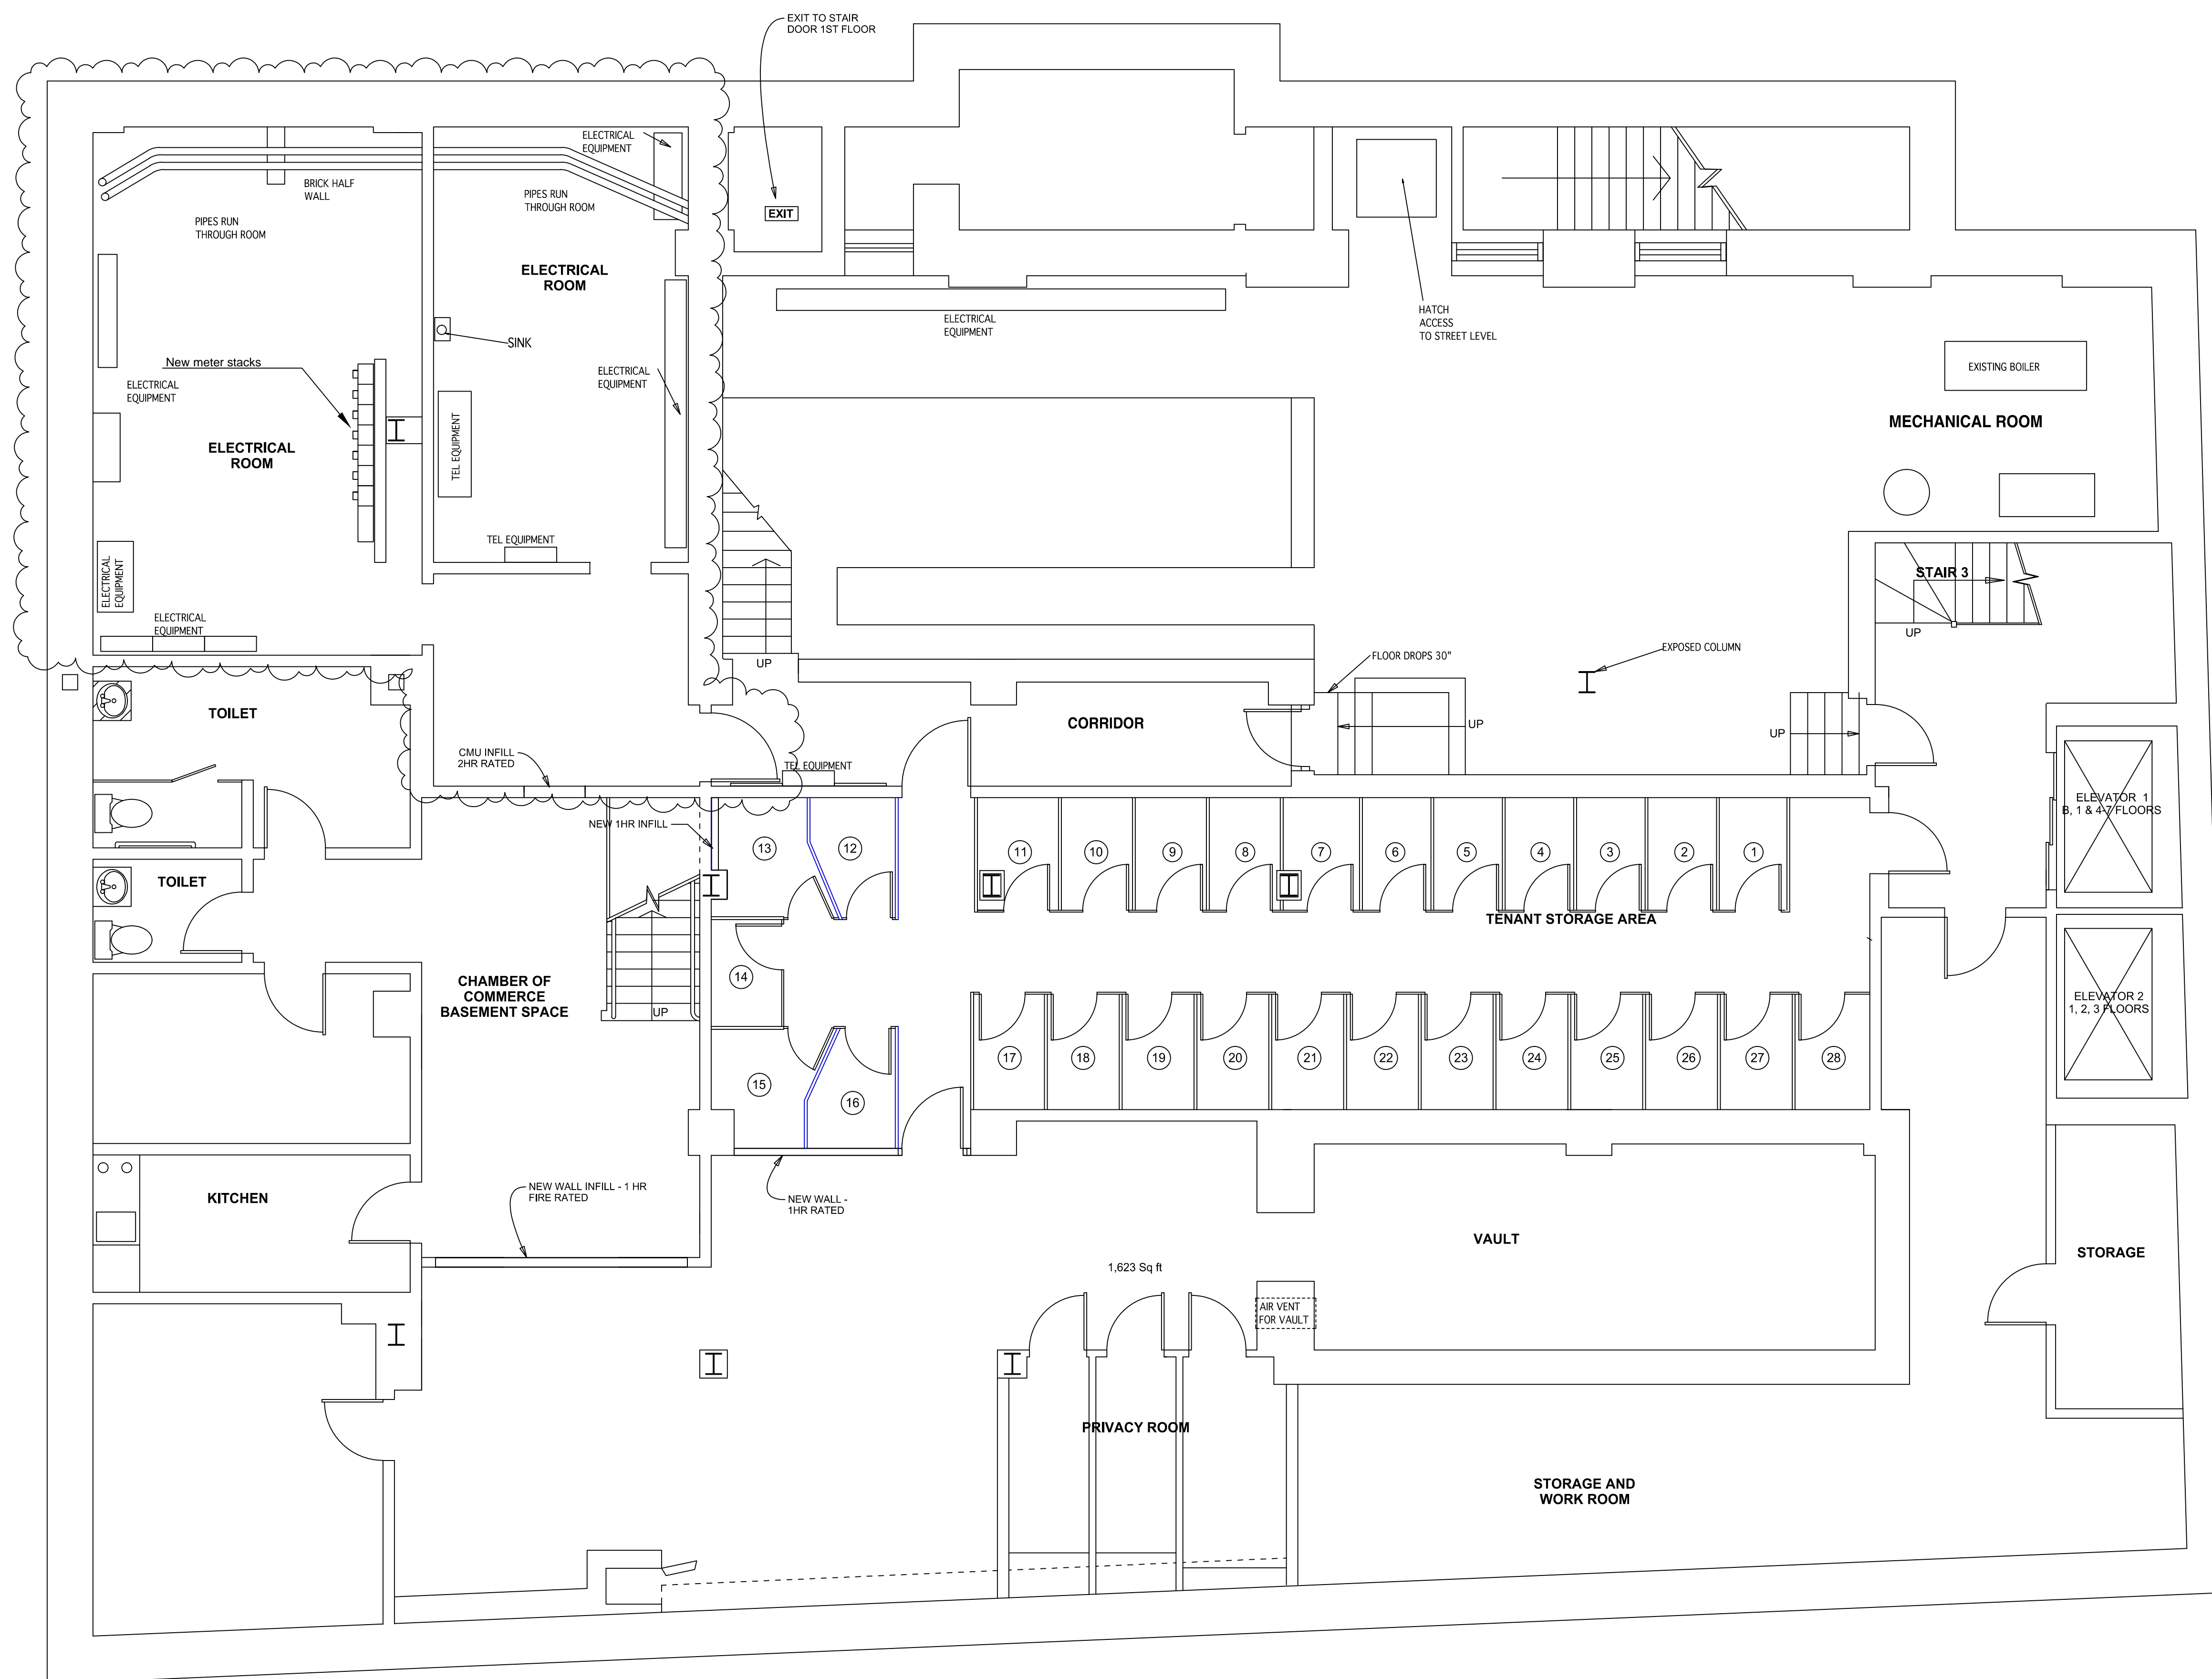 EXIT TO STAIR
DOOR 1ST FLOOR
ELECTRICAL
EQUIPMENT
BRICK HALF
WALL
PIPES RUN
THROUGH ROOM
PIPES RUN
THROUGH ROOM
EXIT
ELECTRICAL
ROOM
HATCH
ACCESS
TO STREET LEVEL
ELECTRICAL
EQUIPMENT
SINK
New meter stacks
ELECTRICAL
EQUIPMENT
ELECTRICAL
EQUIPMENT
EXISTING BOILER
MECHANICAL ROOM
TEL EQUIPMENT
ELECTRICAL
ROOM
TEL EQUIPMENT
ELECTRICAL
EQUIPMENT
STAIR 3
UP
ELECTRICAL
EQUIPMENT
UP
FLOOR DROPS 30"
EXPOSED COLUMN
TOILET
CORRIDOR
UP
UP
CMU INFILL
2HR RATED
TEL EQUIPMENT
ELEVATOR 1
B, 1 & 4-7 FLOORS
NEW 1HR INFILL
13
12
11
10
9
8
7
6
5
4
3
2
1
TOILET
TENANT STORAGE AREA
14
CHAMBER OF
COMMERCE
BASEMENT SPACE
UP
ELEVATOR 2
1, 2, 3 FLOORS
15
16
17
18
19
20
21
22
23
24
25
26
27
28
KITCHEN
NEW WALL INFILL - 1 HR
FIRE RATED
NEW WALL -
1HR RATED
VAULT
STORAGE
1,623 Sq ft
AIR VENT
FOR VAULT
PRIVACY ROOM
STORAGE AND
WORK ROOM